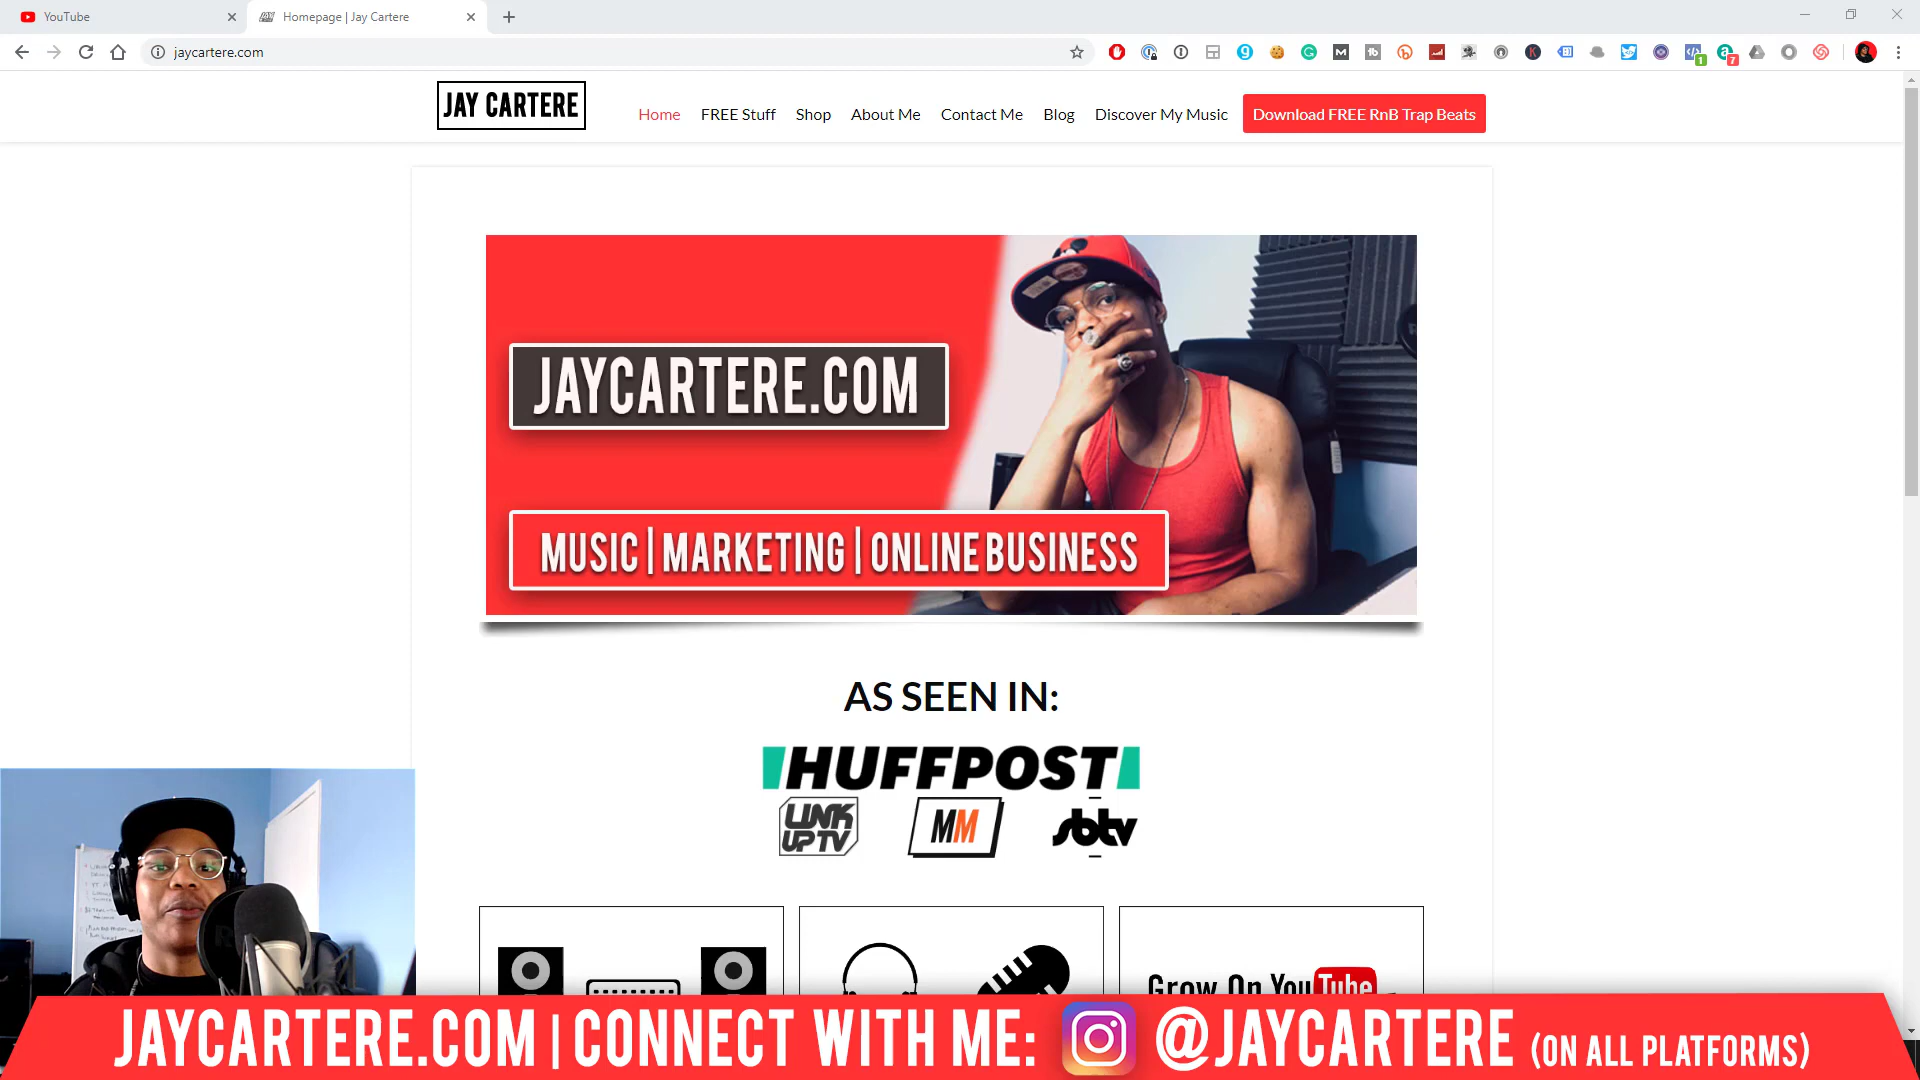 YouTube
Homepage | Jay Cartere
jaycartere.com
1
7
JAY CARTERE
Home
FREE Stuff
Shop
About Me
Contact Me
Blog
Discover My Music
Download FREE RnB Trap Beats
JAYCARTERE.COM
MUSIC | MARKETING | ONLINE BUSINESS
AS SEEN IN:
HUFFPOST
LINK
UP TV
MM
sbtv
Grow On YouTube
JAYCARTERE.COM | CONNECT WITH ME: @JAYCARTERE (ON ALL PLATFORMS)